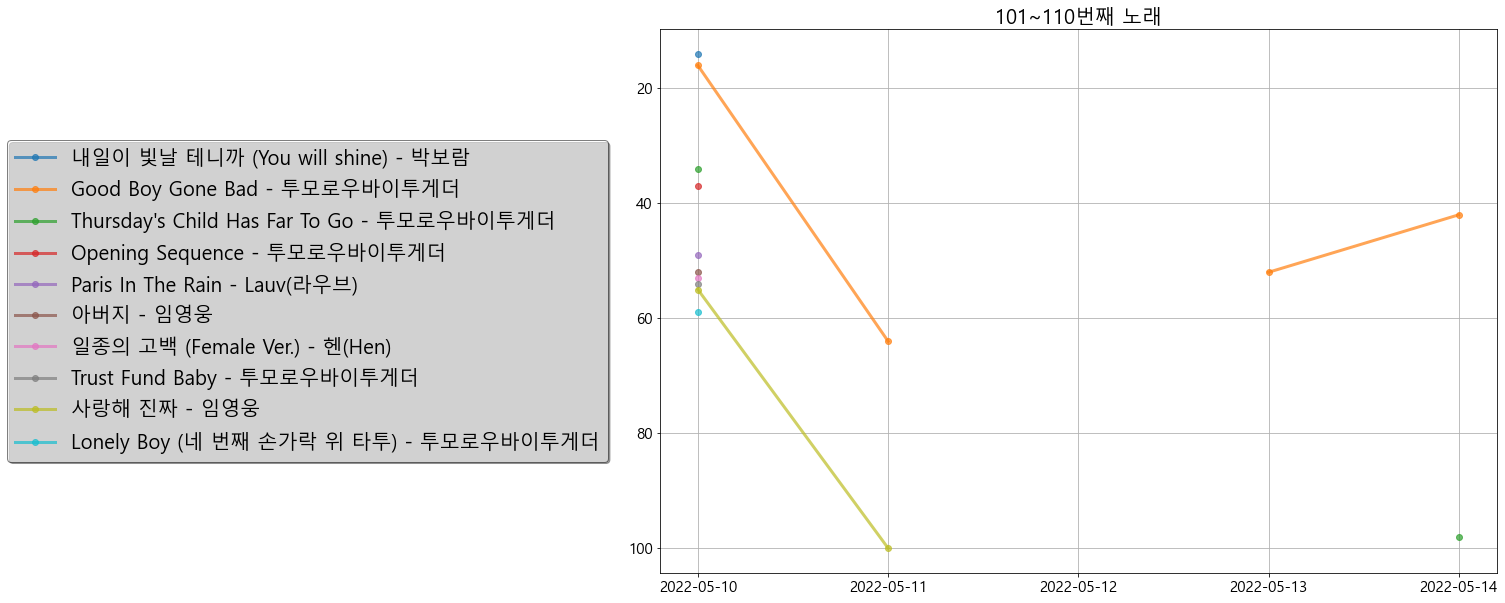 101~110번째 노래
내일이 빛날 테니까 (You will shine) - 박보람
Good Boy Gone Bad - 투모로우바이투게더
Thursday's Child Has Far To Go - 투모로우바이투게더
Opening Sequence - 투모로우바이투게더
Paris In The Rain - Lauv(라우브)
아버지 - 임영웅
일종의 고백 (Female Ver.) - 헨(Hen)
Trust Fund Baby - 투모로우바이투게더
사랑해 진짜 - 임영웅
Lonely Boy (네 번째 손가락 위 타투) - 투모로우바이투게더
20
40
60
80
100
2022-05-10 2022-05-11 2022-05-12 2022-05-13 2022-05-14